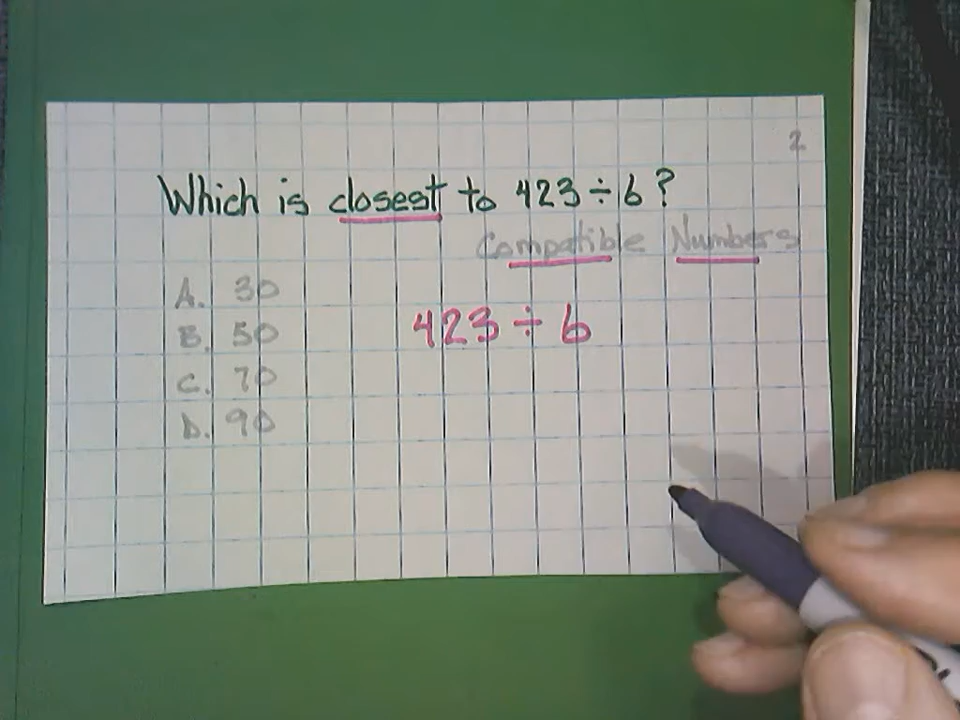 2
Which is closest to 423 ÷ 6?
Compatible Numbers
A. 30
B. 50
C. 70
D. 90
423 ÷ 6